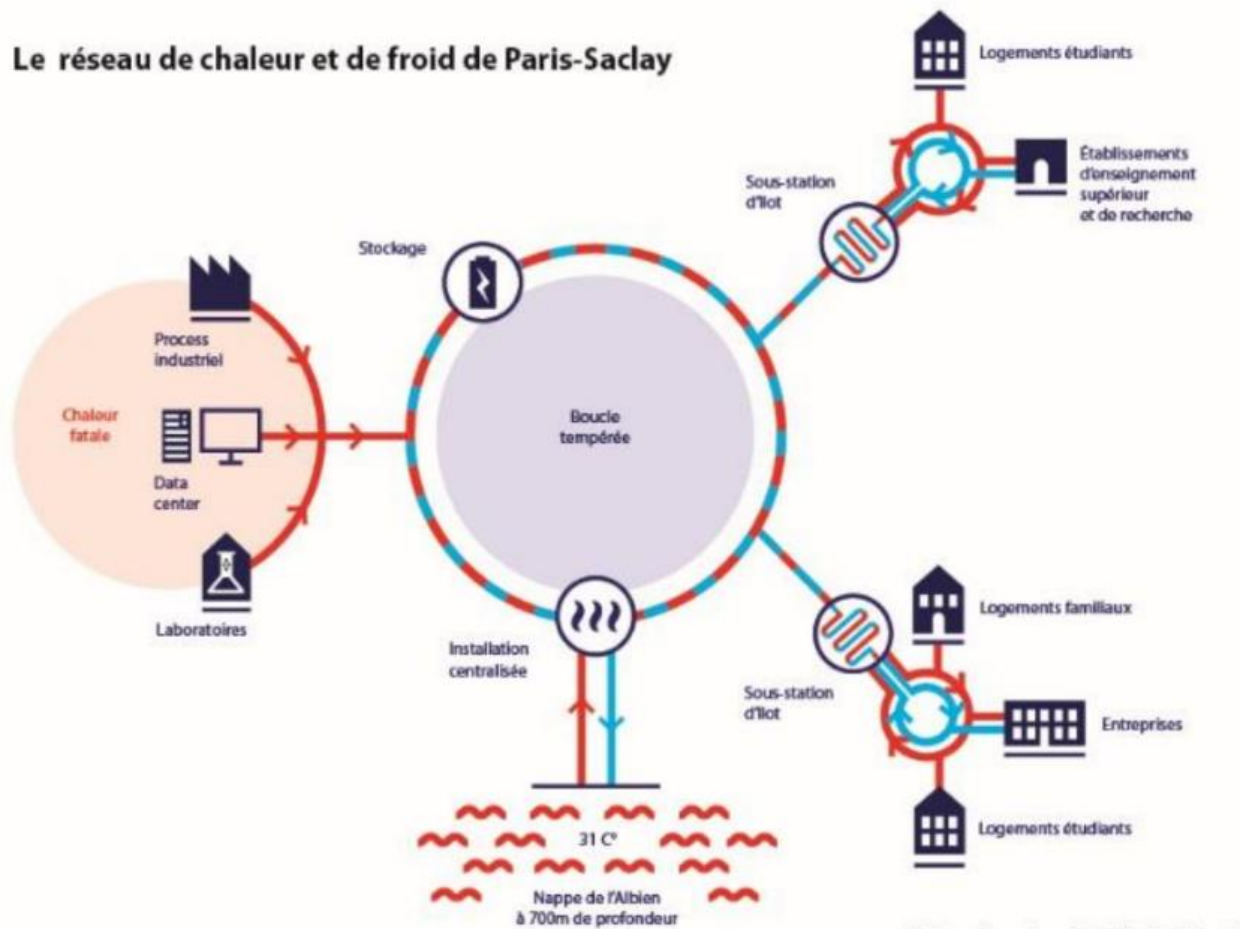 Le réseau de chaleur et de froid de Paris-Saclay
Logements étudiants
Établissements
d'enseignement
supérieur
et de recherche
Sous-station
d'îlot
Stockage
Process
industriel
Chaleur
fatale
Data
center
Laboratoires
Boucle
tempérée
Installation
centralisée
Logements familiaux
Sous-station
d'îlot
Entreprises
Logements étudiants
31 C°
Nappe de l'Albien
à 700m de profondeur